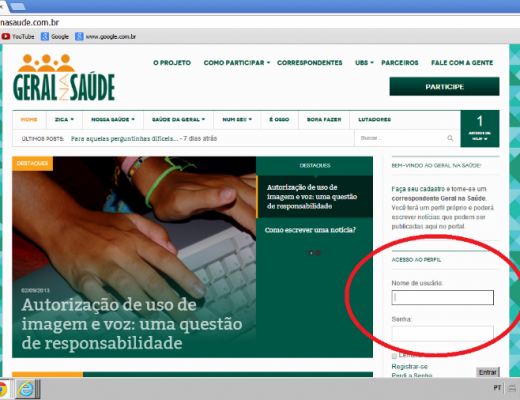 nasaude.com.br
YouTube Google www.google.com.br
GERAL NA SAÚDE
O PROJETO COMO PARTICIPAR CORRESPONDENTES UBS PARCEIROS FALE COM A GENTE
PARTICIPE
HOME ZICA NOSSA SAÚDE SAÚDE DA GERAL NUM SEI! É OSSO BORA FAZER LUTADORES
1
ÚLTIMOS POSTS: Para aquelas perguntinhas difíceis... - 7 dias atrás
Buscar...
DESTAQUES
DESTAQUES
Autorização de uso de
imagem e voz: uma questão
de responsabilidade
Como escrever uma notícia?
02/09/2013
Autorização de uso de
imagem e voz: uma questão
de responsabilidade
BEM-VINDO AO GERAL NA SAÚDE!
Faça seu cadastro e torne-se um
correspondente Geral na Saúde.
Você terá um perfil próprio e poderá
escrever notícias que podem ser
publicadas aqui no portal.
ACESSO AO PERFIL
Nome de usuário:
Senha:
Registrar-se
Perdi a Senha
Entrar
PT